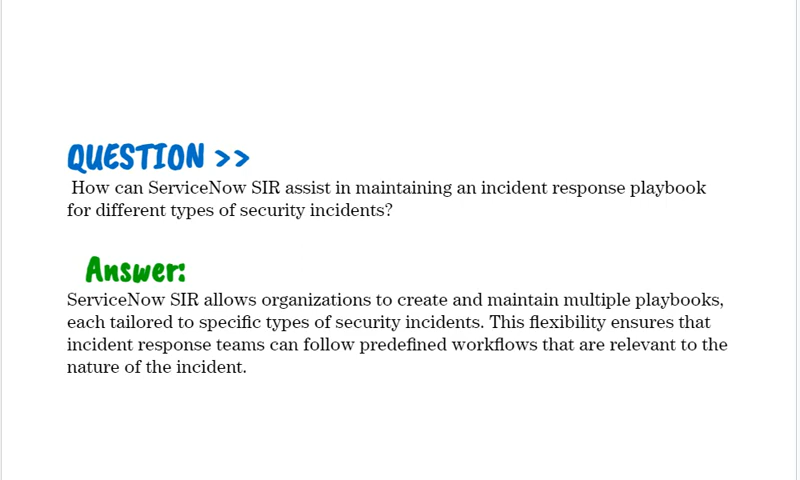 QUESTION >>
How can ServiceNow SIR assist in maintaining an incident response playbook
for different types of security incidents?
Answer:
ServiceNow SIR allows organizations to create and maintain multiple playbooks,
each tailored to specific types of security incidents. This flexibility ensures that
incident response teams can follow predefined workflows that are relevant to the
nature of the incident.